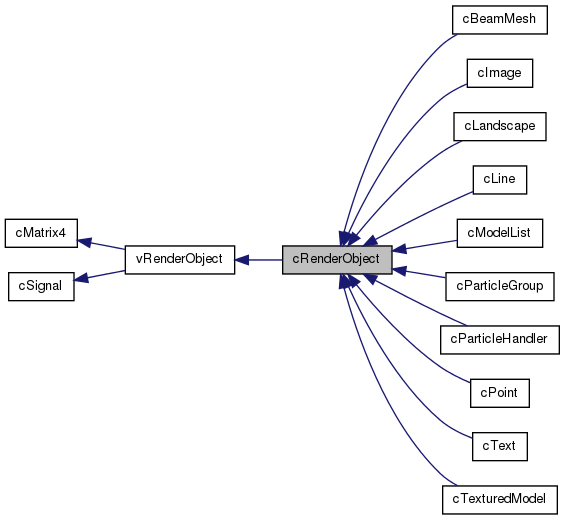 cBeamMesh
cImage
cLandscape
cLine
cMatrix4
cModelList
vRenderObject
cRenderObject
cSignal
cParticleGroup
cParticleHandler
cPoint
cText
cTexturedModel